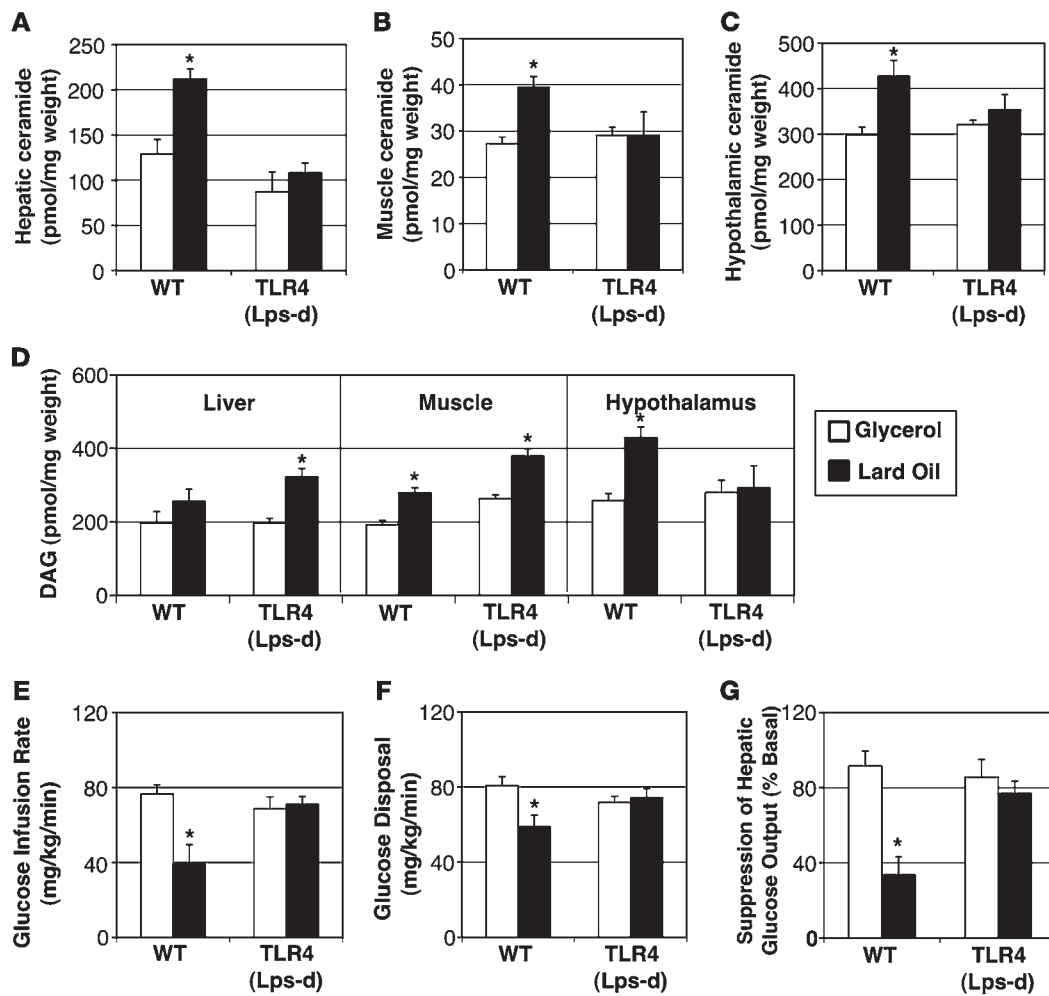 A
Hepatic ceramide
(pmol/mg weight)
250
200
150
100
50
0
*
WT
TLR4
(Lps-d)
B
Muscle ceramide
(pmol/mg weight)
50
40
30
20
10
0
*
WT
TLR4
(Lps-d)
C
Hypothalamic ceramide
(pmol/mg weight)
500
400
300
400
100
0
*
WT
TLR4
(Lps-d)
D
DAG (pmol/mg weight)
600
400
200
0
Liver
Muscle
Hypothalamus
*
*
*
*
WT
TLR4
(Lps-d)
WT
TLR4
(Lps-d)
WT
TLR4
(Lps-d)
Glycerol
Lard Oil
E
Glucose Infusion Rate
(mg/kg/min)
120
80
40
0
*
WT
TLR4
(Lps-d)
F
Glucose Disposal
(mg/kg/min)
120
80
40
0
*
WT
TLR4
(Lps-d)
G
Suppression of Hepatic
Glucose Output (% Basal)
120
80
40
0
*
WT
TLR4
(Lps-d)